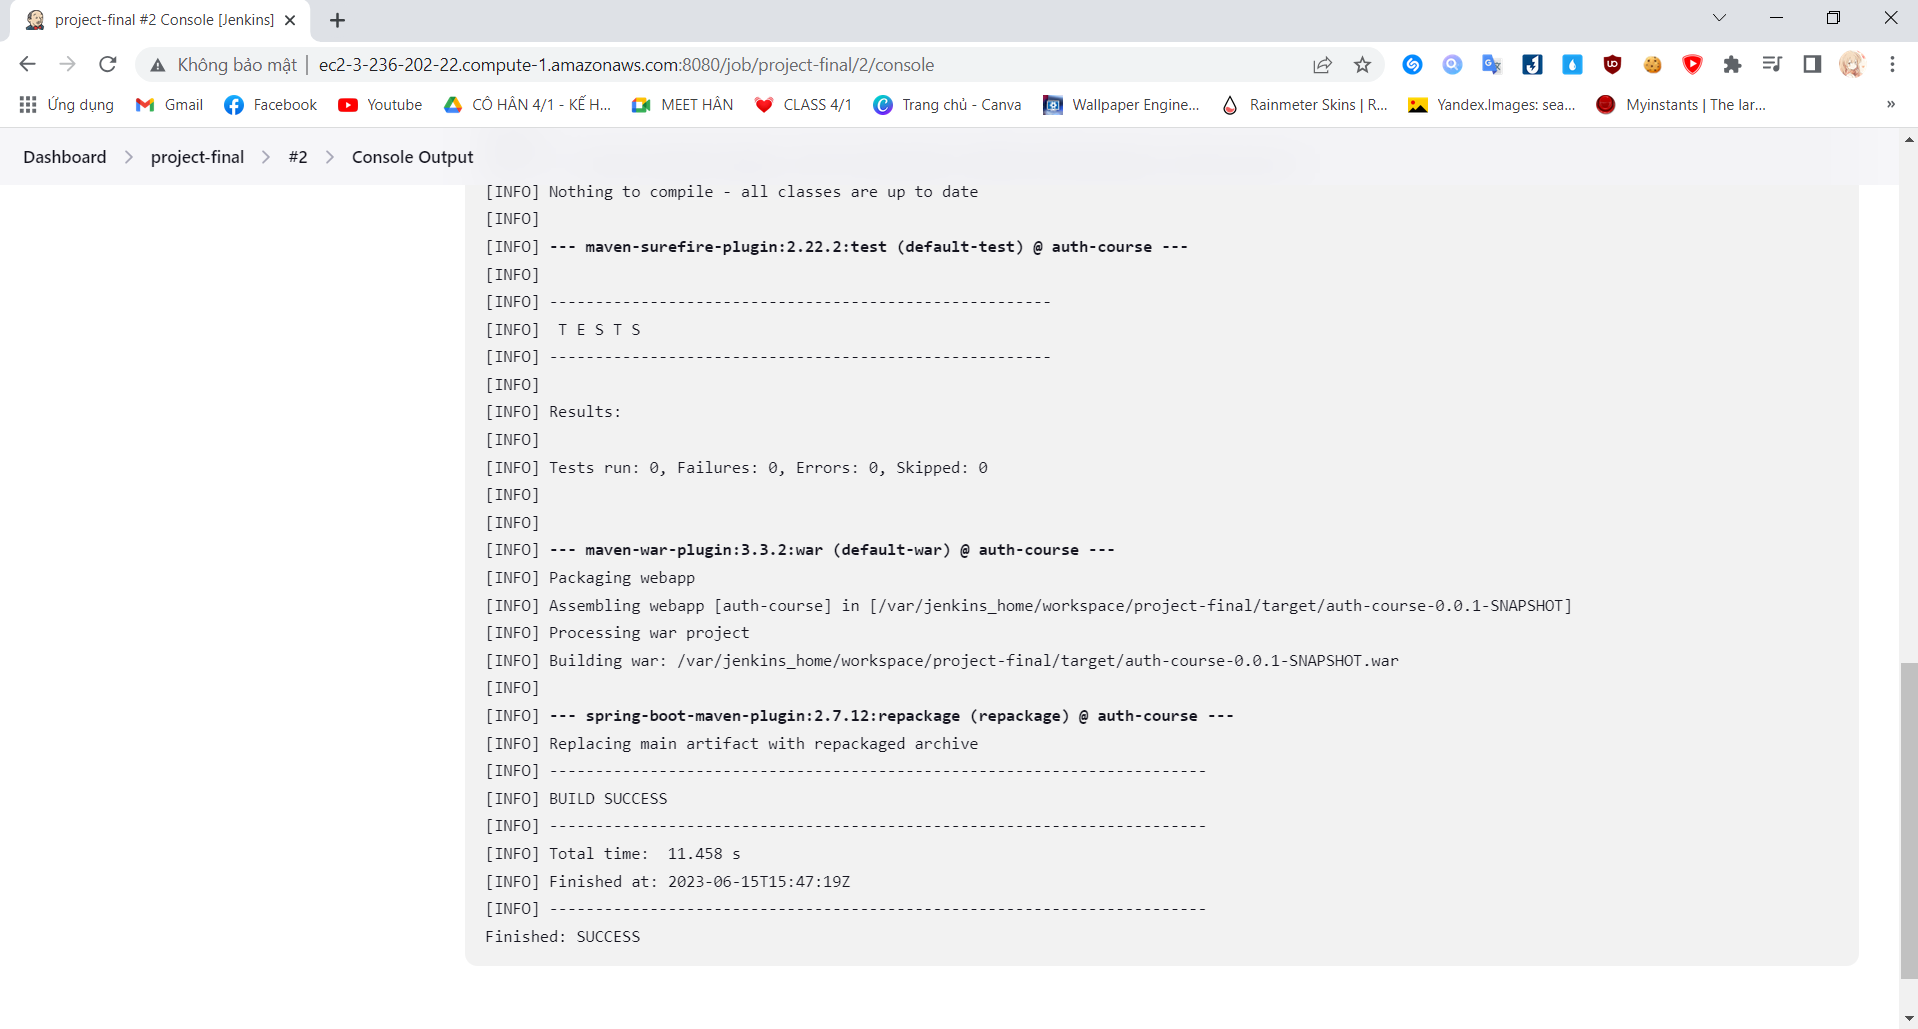 project-final #2 Console [Jenkins]
Không bảo mật | ec2-3-236-202-22.compute-1.amazonaws.com:8080/job/project-final/2/console
Ứng dụng Gmail Facebook Youtube CÔ HÂN 4/1 - KẾ H... MEET HÂN CLASS 4/1 Trang chủ - Canva Wallpaper Engine... Rainmeter Skins | R... Yandex.Images: sea... Myinstants | The lar... »
Dashboard project-final #2 Console Output
[INFO] Nothing to compile - all classes are up to date
[INFO]
[INFO] --- maven-surefire-plugin:2.22.2:test (default-test) @ auth-course ---
[INFO]
[INFO] -------------------------------------------------------
[INFO]  T E S T S
[INFO] -------------------------------------------------------
[INFO]
[INFO] Results:
[INFO]
[INFO] Tests run: 0, Failures: 0, Errors: 0, Skipped: 0
[INFO]
[INFO]
[INFO] --- maven-war-plugin:3.3.2:war (default-war) @ auth-course ---
[INFO] Packaging webapp
[INFO] Assembling webapp [auth-course] in [/var/jenkins_home/workspace/project-final/target/auth-course-0.0.1-SNAPSHOT]
[INFO] Processing war project
[INFO] Building war: /var/jenkins_home/workspace/project-final/target/auth-course-0.0.1-SNAPSHOT.war
[INFO]
[INFO] --- spring-boot-maven-plugin:2.7.12:repackage (repackage) @ auth-course ---
[INFO] Replacing main artifact with repackaged archive
[INFO] ------------------------------------------------------------------------
[INFO] BUILD SUCCESS
[INFO] ------------------------------------------------------------------------
[INFO] Total time:  11.458 s
[INFO] Finished at: 2023-06-15T15:47:19Z
[INFO] ------------------------------------------------------------------------
Finished: SUCCESS